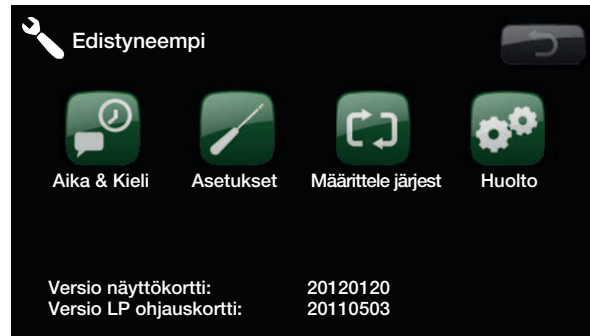 Edistyneempi
Aika & Kieli Asetukset Määrittele järjest Huolto
Versio näyttökortti: 20120120
Versio LP ohjauskortti: 20110503